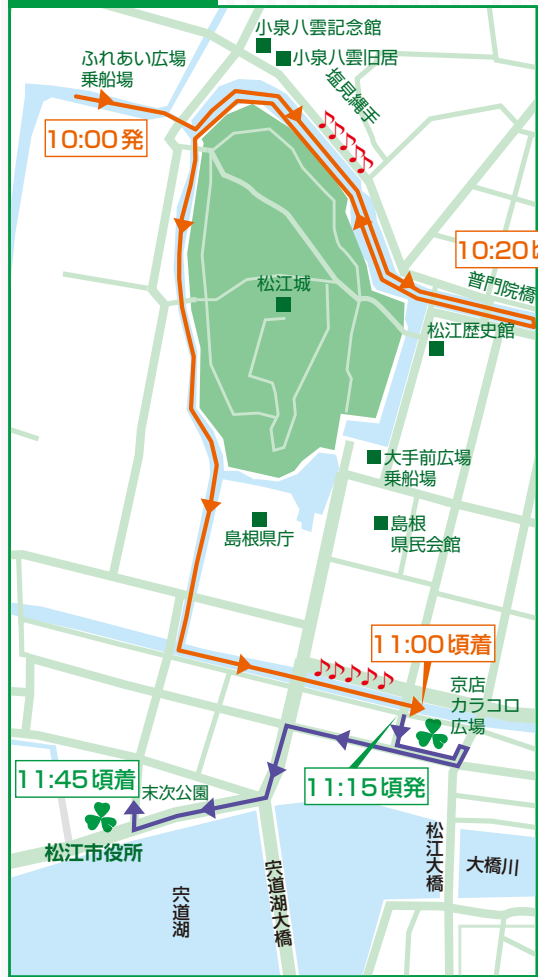 小泉八雲記念館
小泉八雲旧居
ふれあい広場
乗船場
塩見縄手
10:00発
10:20
普門院橋
松江城
松江歴史館
大手前広場
乗船場
島根県庁
島根
県民会館
11:00頃着
京店
カラコロ
広場
11:45頃着
末次公園
11:15頃発
松江市役所
松江大橋
大橋川
宍道湖
宍道湖大橋